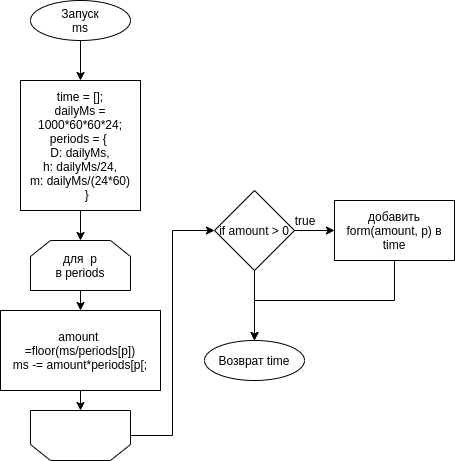 Запуск
ms
time = [];
dailyMs =
1000*60*60*24;
periods = {
D: dailyMs,
h: dailyMs/24,
m: dailyMs/(24*60)
}
для  p
в periods
amount
=floor(ms/periods[p])
ms -= amount*periods[p[;
if amount > 0
true
добавить
form(amount, p) в
time
Возврат time